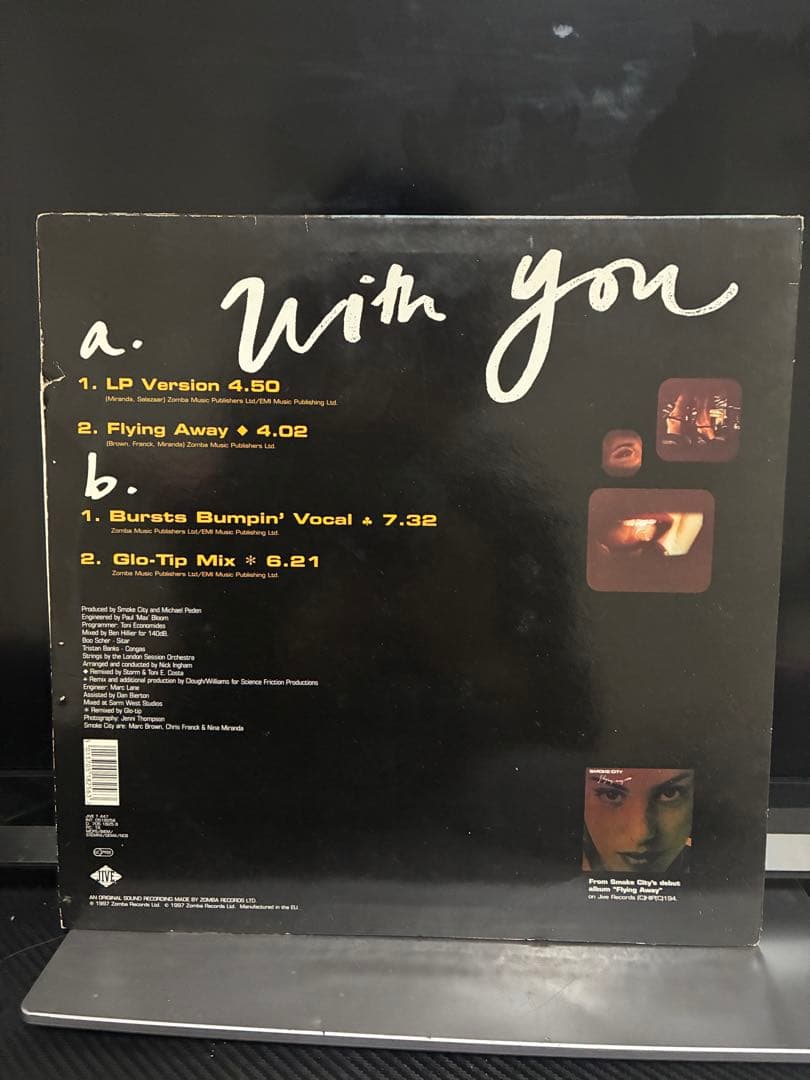 with you
a.
1. LP Version 4.50
(Miranda, Salazsar) Zomba Music Publishers Ltd/EMI Music Publishing Ltd.
2. Flying Away ◆ 4.02
(Brown, Franck, Miranda) Zomba Music Publishers Ltd.
b.
1. Bursts Bumpin' Vocal ♣ 7.32
Zomba Music Publishers Ltd/EMI Music Publishing Ltd.
2. Glo-Tip Mix * 6.21
Zomba Music Publishers Ltd/EMI Music Publishing Ltd.
Produced by Smoke City and Michael Peden
Engineered by Paul 'Max' Bloom
Programmer: Toni Economides
Mixed by Ben Hillier for 140dB.
Boo Scher - Sitar
Tristan Banks - Congas
Strings by the London Session Orchestra
Arranged and conducted by Nick Ingham
◆ Remixed by Storm & Toni E. Costa
♣ Remix and additional production by Clough/Williams for Science Friction Productions
Engineer: Marc Lane
Assisted by Dan Bierton
Mixed at Sarm West Studios
* Remixed by Glo-tip
Photography: Jenni Thompson
Smoke City are: Marc Brown, Chris Franck & Nina Miranda
JIVE T 447
JIVE
AN ORIGINAL SOUND RECORDING MADE BY ZOMBA RECORDS LTD.
℗ 1997 Zomba Records Ltd. © 1997 Zomba Records Ltd. Manufactured in the EU.
SMOKE CITY
Flying away
From Smoke City's debut
album "Flying Away"
on Jive Records (C)HIP(C)194.